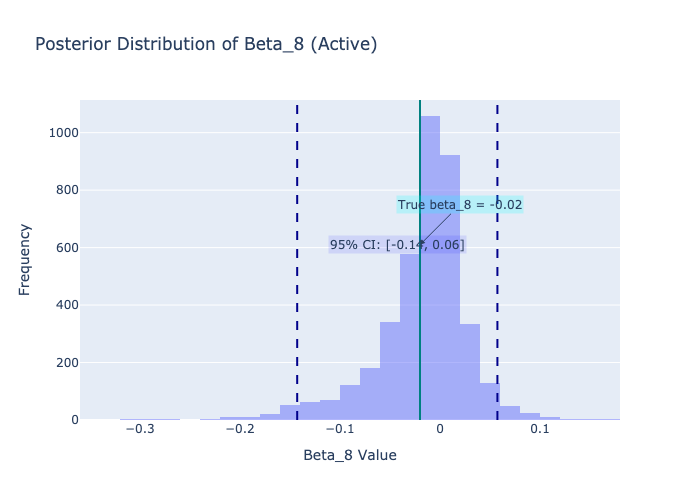 Posterior Distribution of Beta_8 (Active)
1000
800
600
400
200
0
Frequency
True beta_8 = -0.02
95% CI: [-0.14, 0.06]
−0.3
−0.2
−0.1
0
0.1
Beta_8 Value